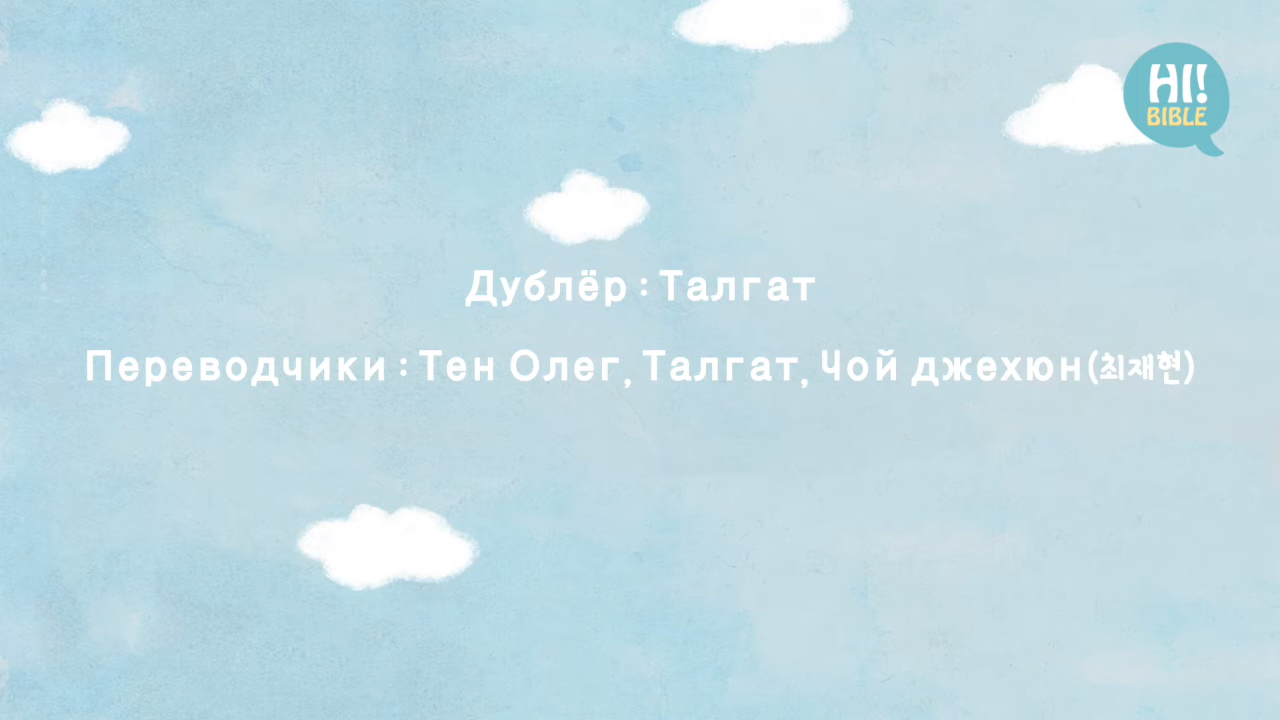 HI!
BIBLE
Дублёр : Талгат
Переводчики : Тен Олег, Талгат, Чой джехюн(최재현)